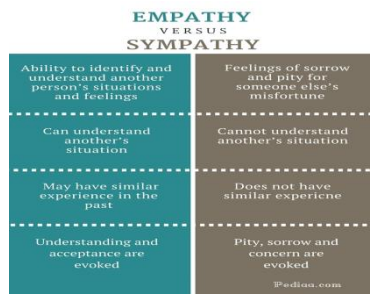 EMPATHY
VERSUS
SYMPATHY
Ability to identify and
understand another
person's situations
and feelings
Feelings of sorrow
and pity for
someone else's
misfortune
Can understand
another's
situation
Cannot understand
another's situation
May have similar
experience in the
past
Does not have
similar expericne
Understanding and
acceptance are
evoked
Pity, sorrow and
concern are
evoked
Pediaa.com